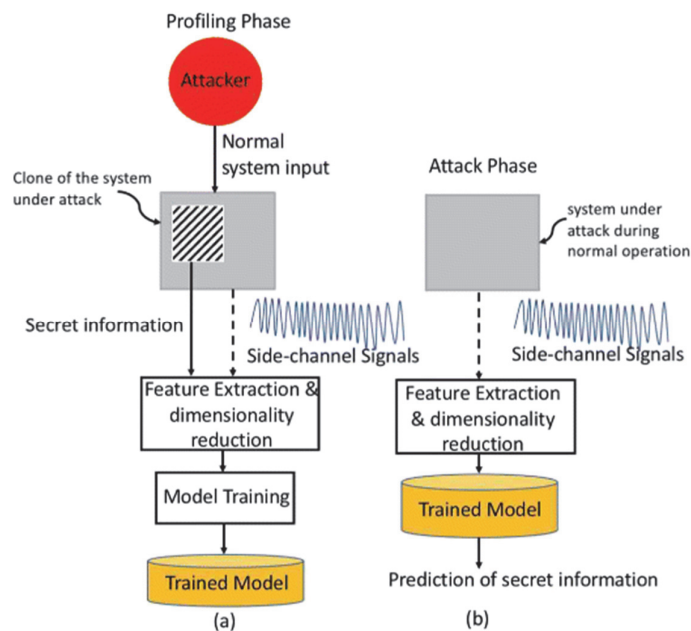 Profiling Phase
Attacker
Normal
system input
Clone of the system
under attack
Secret information
Side-channel Signals
Feature Extraction &
dimensionality
reduction
Model Training
Trained Model
(a)
Attack Phase
system under
attack during
normal operation
Side-channel Signals
Feature Extraction
& dimensionality
reduction
Trained Model
Prediction of secret information
(b)